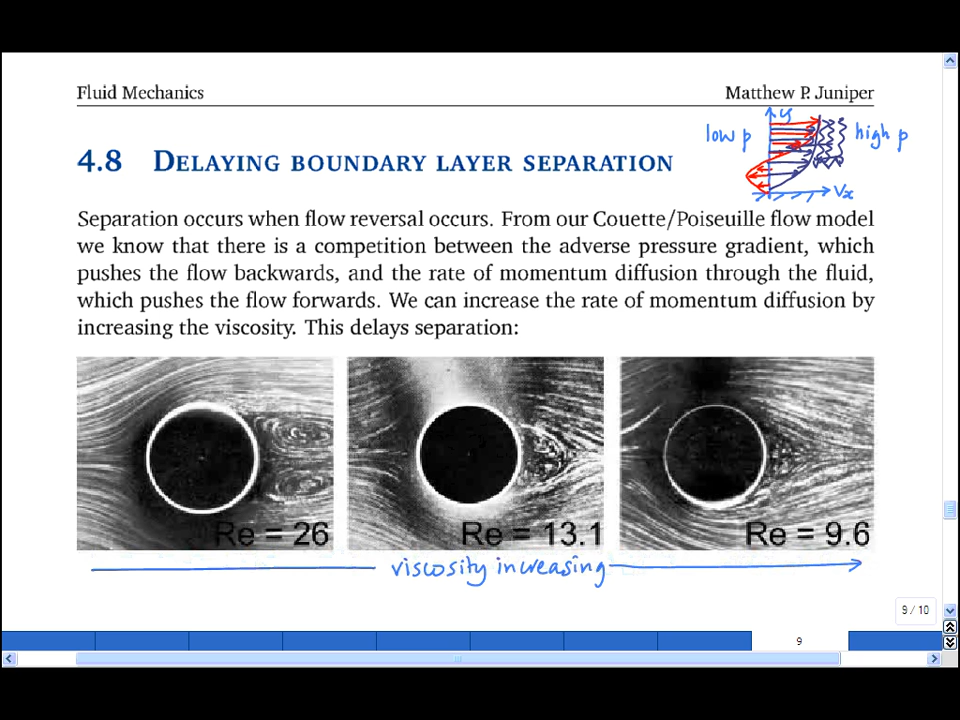 Fluid Mechanics
Matthew P. Juniper
low p
y
high p
Vx
4.8 DELAYING BOUNDARY LAYER SEPARATION
Separation occurs when flow reversal occurs. From our Couette/Poiseuille flow model
we know that there is a competition between the adverse pressure gradient, which
pushes the flow backwards, and the rate of momentum diffusion through the fluid,
which pushes the flow forwards. We can increase the rate of momentum diffusion by
increasing the viscosity. This delays separation:
Re = 26
Re = 13.1
Re = 9.6
viscosity increasing
9 / 10
9